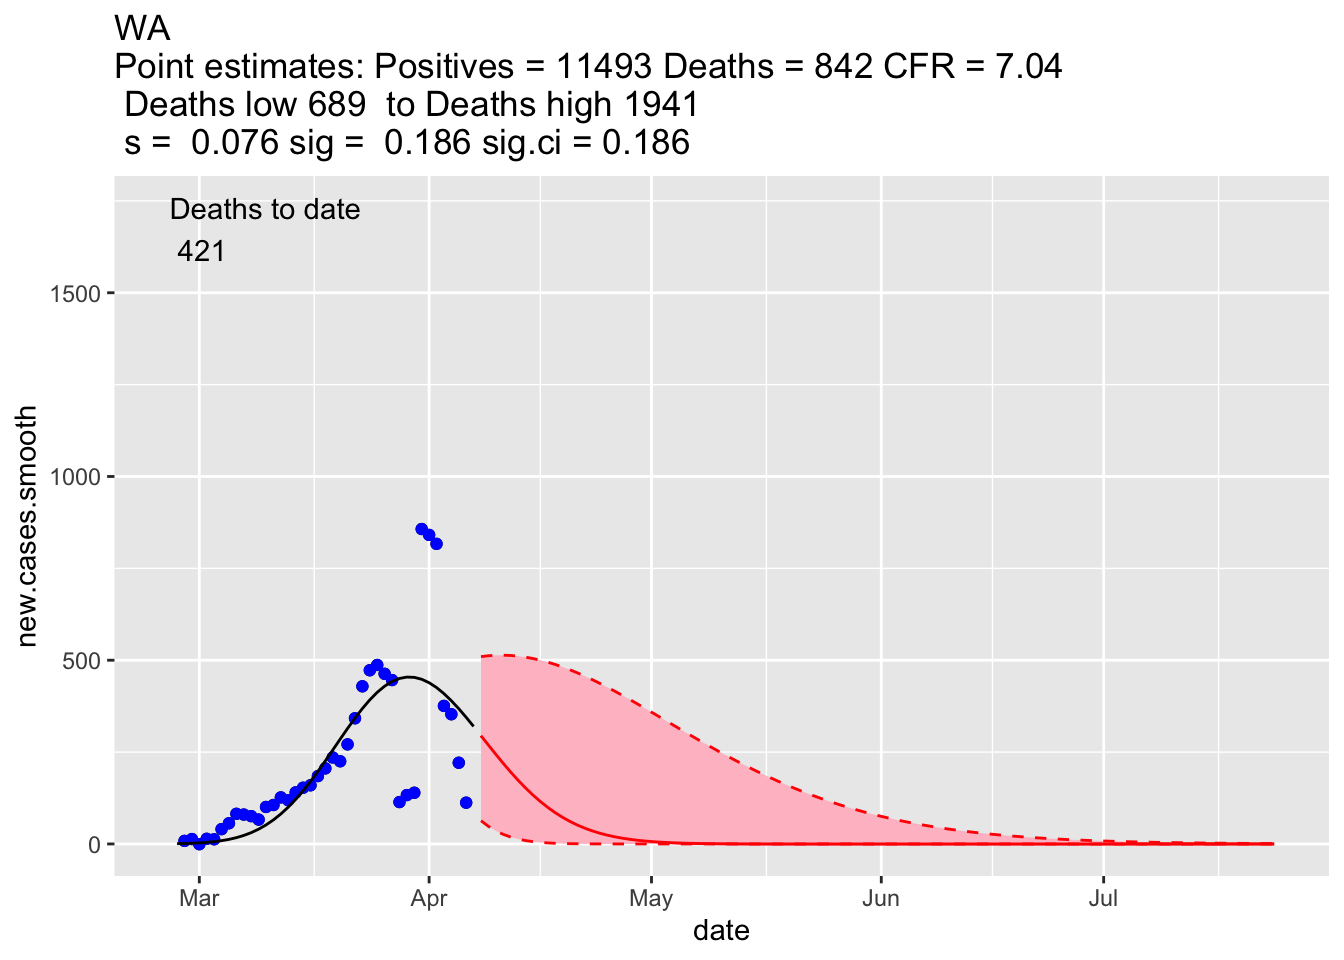 WA
Point estimates: Positives = 11493 Deaths = 842 CFR = 7.04
Deaths low 689  to Deaths high 1941
s =  0.076 sig =  0.186 sig.ci = 0.186
Deaths to date
421
1500
1000
500
0
new.cases.smooth
Mar Apr May Jun Jul
date